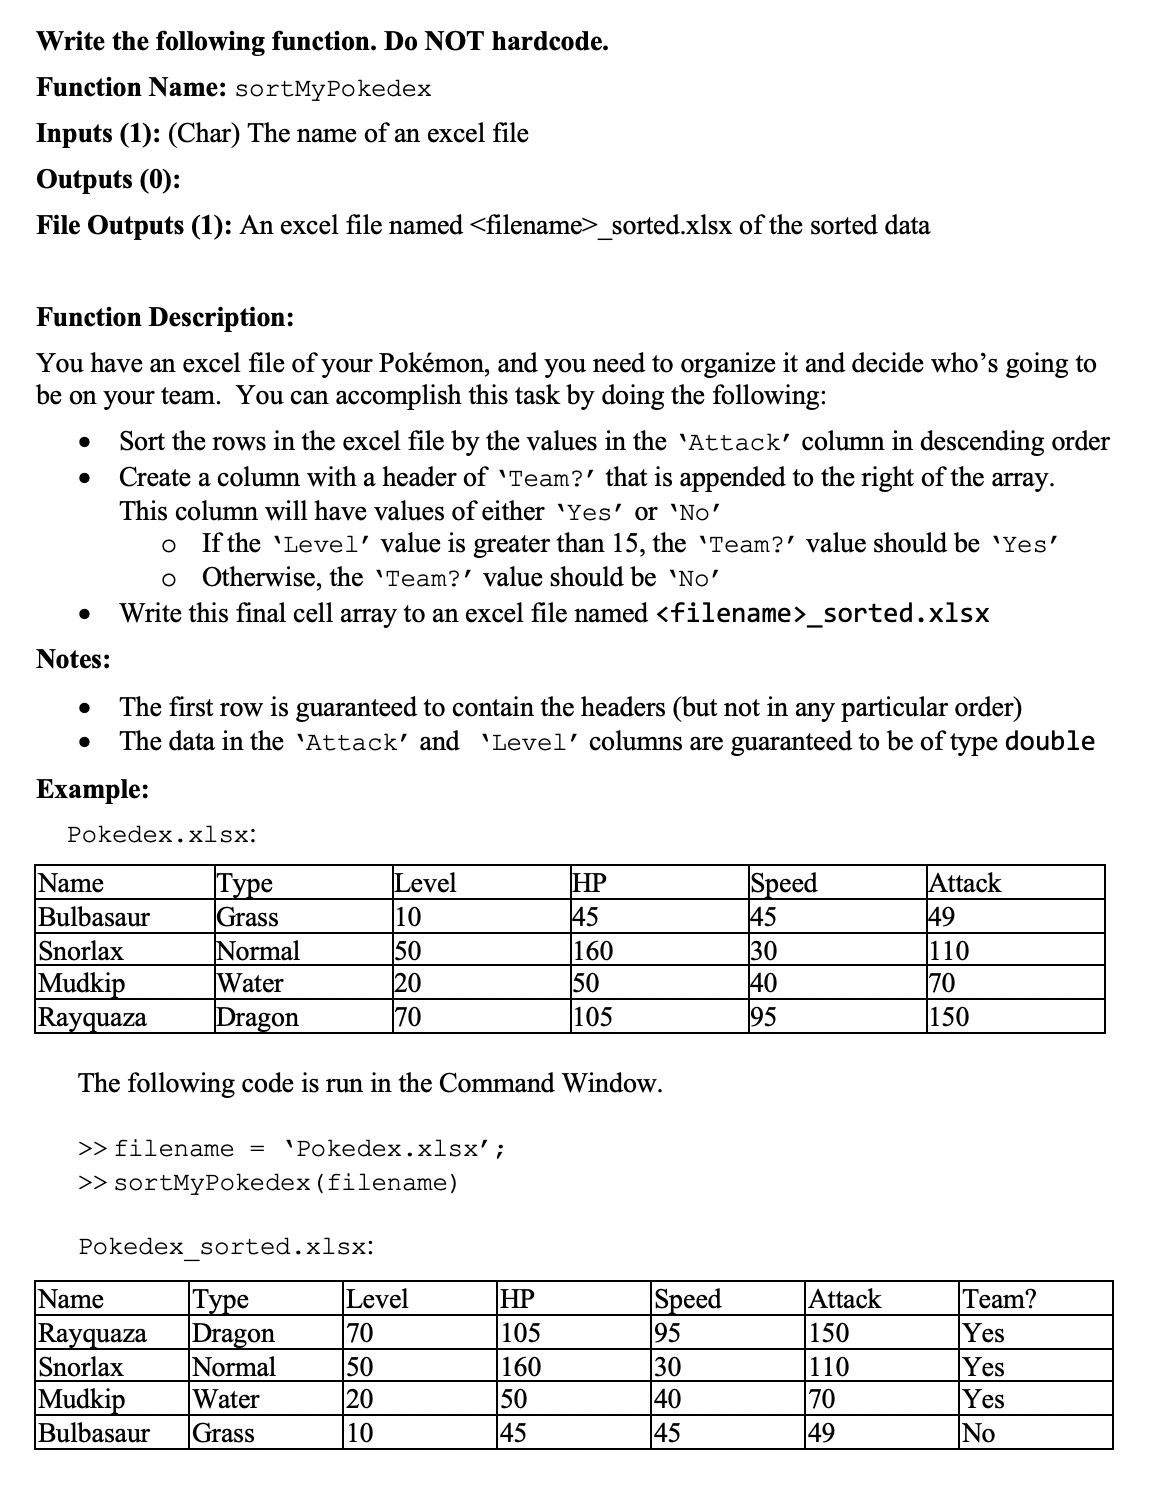 Write the following function. Do NOT hardcode.
Function Name: sortMyPokedex
Inputs (1): (Char) The name of an excel file
Outputs (0):
File Outputs (1): An excel file named <filename>_sorted.xlsx of the sorted data
Function Description:
You have an excel file of your Pokémon, and you need to organize it and decide who’s going to
be on your team.  You can accomplish this task by doing the following:
• Sort the rows in the excel file by the values in the ‘Attack’ column in descending order
• Create a column with a header of ‘Team?’ that is appended to the right of the array.
This column will have values of either ‘Yes’ or ‘No’
o If the ‘Level’ value is greater than 15, the ‘Team?’ value should be ‘Yes’
o Otherwise, the ‘Team?’ value should be ‘No’
• Write this final cell array to an excel file named <filename>_sorted.xlsx
Notes:
• The first row is guaranteed to contain the headers (but not in any particular order)
• The data in the ‘Attack’ and ‘Level’ columns are guaranteed to be of type double
Example:
Pokedex.xlsx:
Name Type Level HP Speed Attack
Bulbasaur Grass 10 45 45 49
Snorlax Normal 50 160 30 110
Mudkip Water 20 50 40 70
Rayquaza Dragon 70 105 95 150
The following code is run in the Command Window.
>> filename = ‘Pokedex.xlsx’;
>> sortMyPokedex(filename)
Pokedex_sorted.xlsx:
Name Type Level HP Speed Attack Team?
Rayquaza Dragon 70 105 95 150 Yes
Snorlax Normal 50 160 30 110 Yes
Mudkip Water 20 50 40 70 Yes
Bulbasaur Grass 10 45 45 49 No